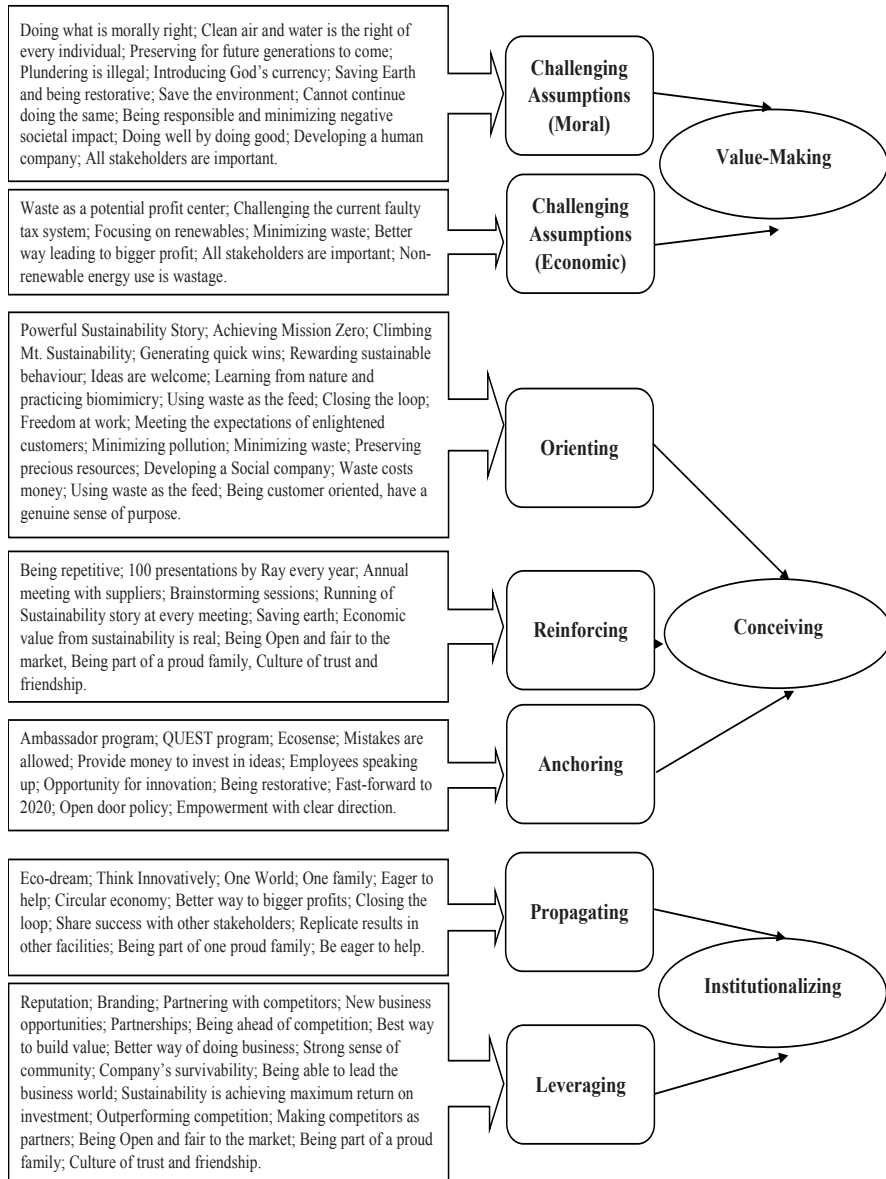 Doing what is morally right; Clean air and water is the right of
every individual; Preserving for future generations to come;
Plundering is illegal; Introducing God's currency; Saving Earth
and being restorative; Save the environment; Cannot continue
doing the same; Being responsible and minimizing negative
societal impact; Doing well by doing good; Developing a human
company; All stakeholders are important.
Challenging
Assumptions
(Moral)
Value-Making
Waste as a potential profit center; Challenging the current faulty
tax system; Focusing on renewables; Minimizing waste; Better
way leading to bigger profit; All stakeholders are important; Non-
renewable energy use is wastage.
Challenging
Assumptions
(Economic)
Powerful Sustainability Story; Achieving Mission Zero; Climbing
Mt. Sustainability; Generating quick wins; Rewarding sustainable
behaviour; Ideas are welcome; Learning from nature and
practicing biomimicry; Using waste as the feed; Closing the loop;
Freedom at work; Meeting the expectations of enlightened
customers; Minimizing pollution; Minimizing waste; Preserving
precious resources; Developing a Social company; Waste costs
money; Using waste as the feed; Being customer oriented, have a
genuine sense of purpose.
Orienting
Being repetitive; 100 presentations by Ray every year; Annual
meeting with suppliers; Brainstorming sessions; Running of
Sustainability story at every meeting; Saving earth; Economic
value from sustainability is real; Being Open and fair to the
market, Being part of a proud family, Culture of trust and
friendship.
Reinforcing
Conceiving
Ambassador program; QUEST program; Ecosense; Mistakes are
allowed; Provide money to invest in ideas; Employees speaking
up; Opportunity for innovation; Being restorative; Fast-forward to
2020; Open door policy; Empowerment with clear direction.
Anchoring
Eco-dream; Think Innovatively; One World; One family; Eager to
help; Circular economy; Better way to bigger profits; Closing the
loop; Share success with other stakeholders; Replicate results in
other facilities; Being part of one proud family; Be eager to help.
Propagating
Institutionalizing
Reputation; Branding; Partnering with competitors; New business
opportunities; Partnerships; Being ahead of competition; Best way
to build value; Better way of doing business; Strong sense of
community; Company's survivability; Being able to lead the
business world; Sustainability is achieving maximum return on
investment; Outperforming competition; Making competitors as
partners; Being Open and fair to the market; Being part of a proud
family; Culture of trust and friendship.
Leveraging